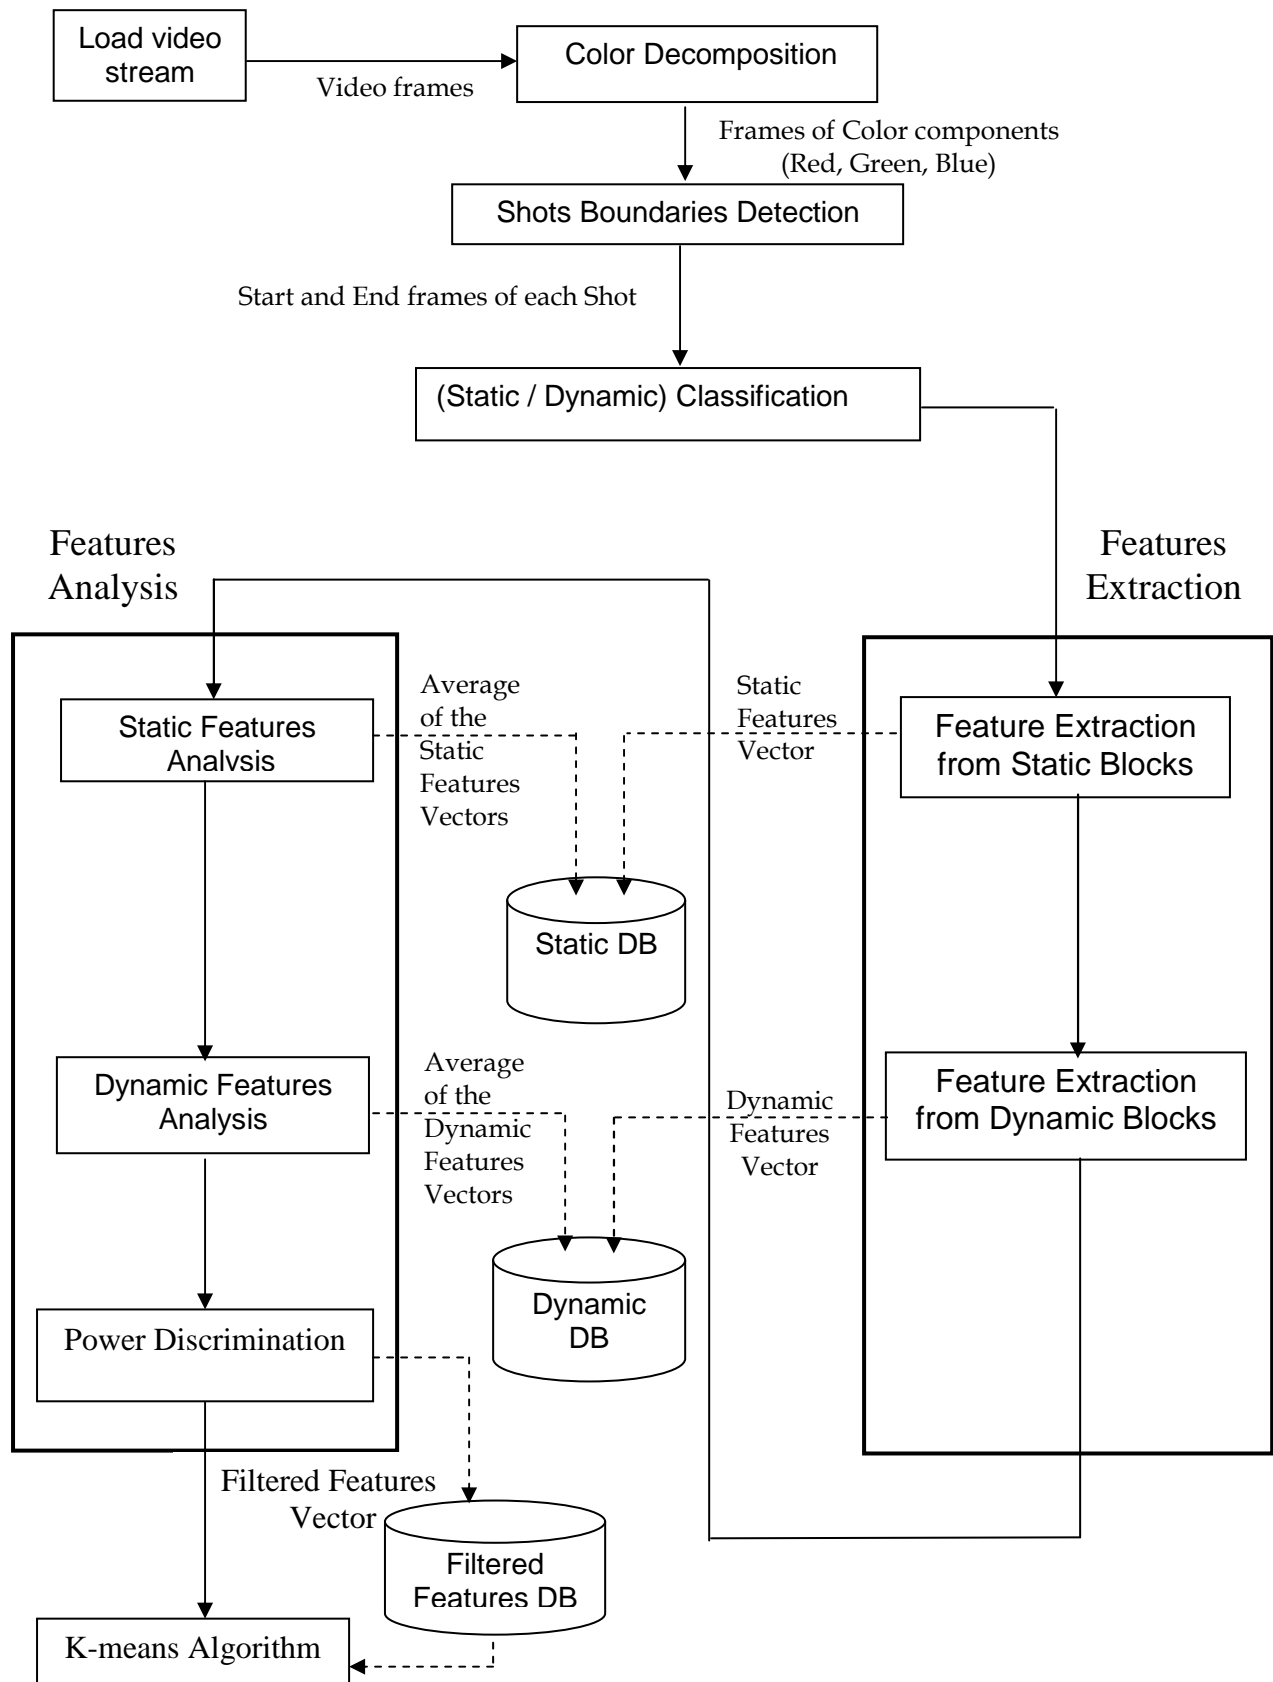 Load video
stream
Video frames
Color Decomposition
Frames of Color components
(Red, Green, Blue)
Shots Boundaries Detection
Start and End frames of each Shot
(Static / Dynamic) Classification
Features
Analysis
Features
Extraction
Static Features
Analysis
Average
of the
Static
Features
Vectors
Static
Features
Vector
Feature Extraction
from Static Blocks
Static DB
Dynamic Features
Analysis
Average
of the
Dynamic
Features
Vectors
Dynamic
Features
Vector
Feature Extraction
from Dynamic Blocks
Dynamic
DB
Power Discrimination
Filtered Features
Vector
Filtered
Features DB
K-means Algorithm